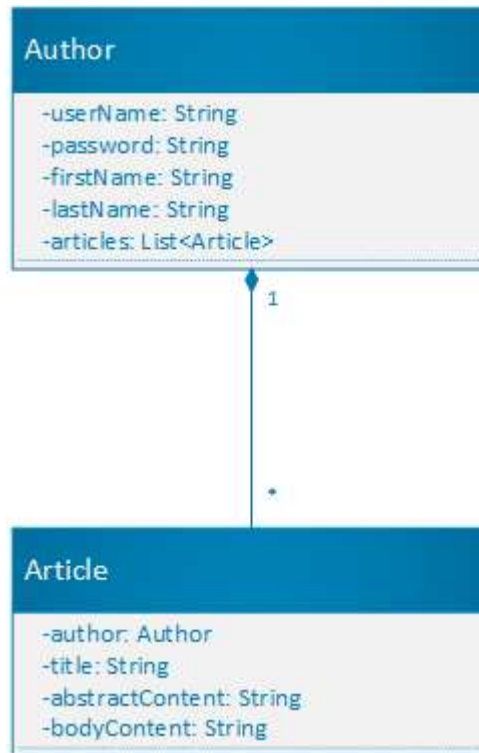 Author
-userName: String
-password: String
-firstName: String
-lastName: String
-articles: List<Article>
1
*
Article
-author: Author
-title: String
-abstractContent: String
-bodyContent: String